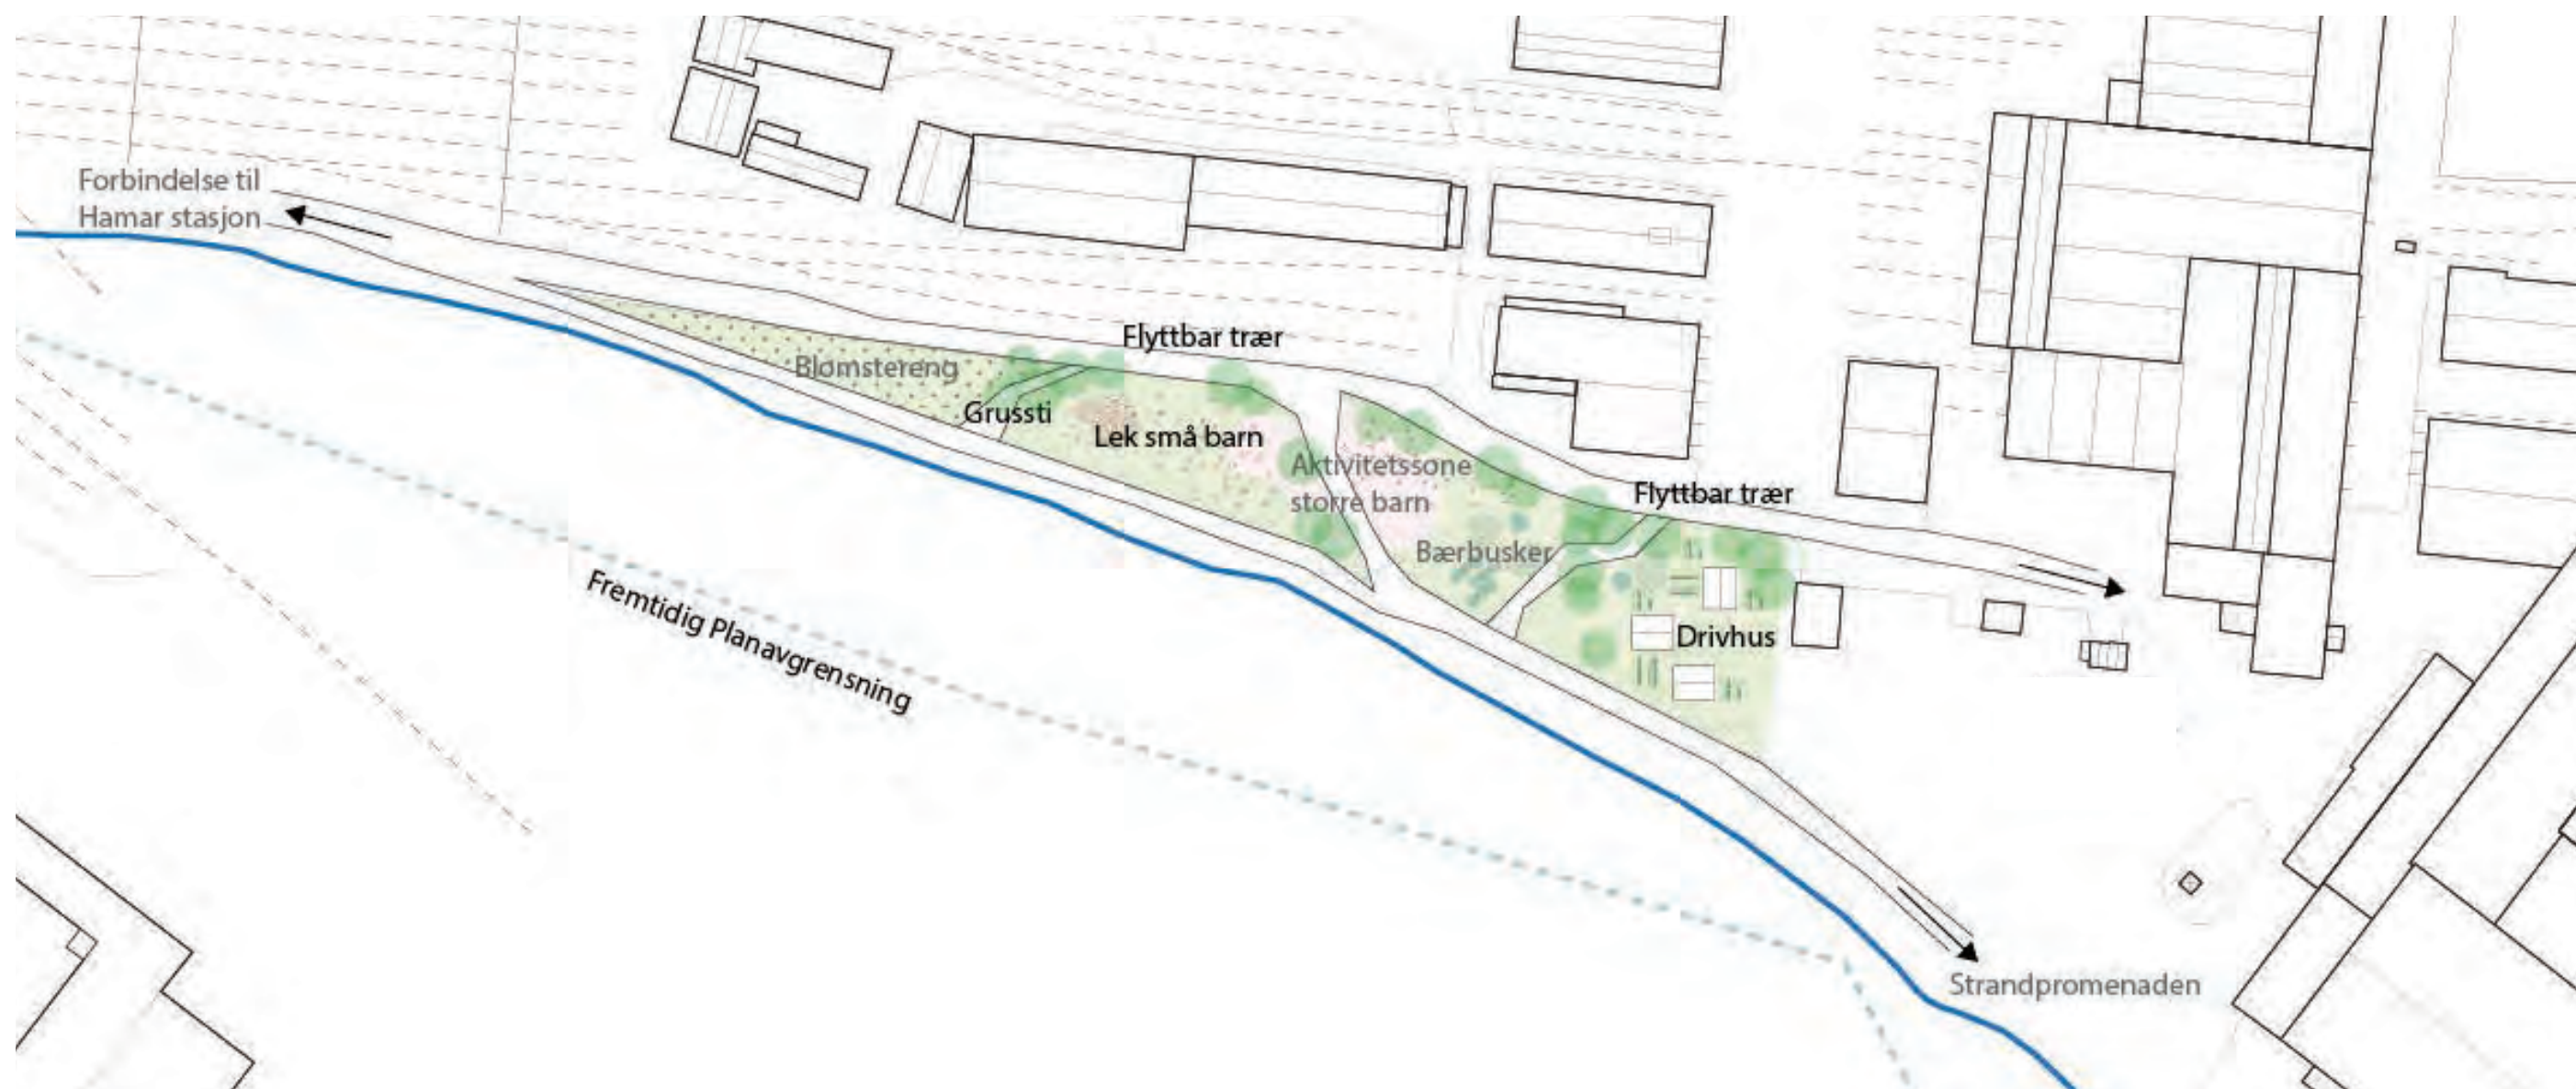 Forbindelse til
Hamar stasjon
Flyttbar trær
Blomstereng
Grussti
Lek små barn
Aktivitetssone
større barn
Flyttbar trær
Bærbusker
Drivhus
Fremtidig Planavgrensning
Strandpromenaden